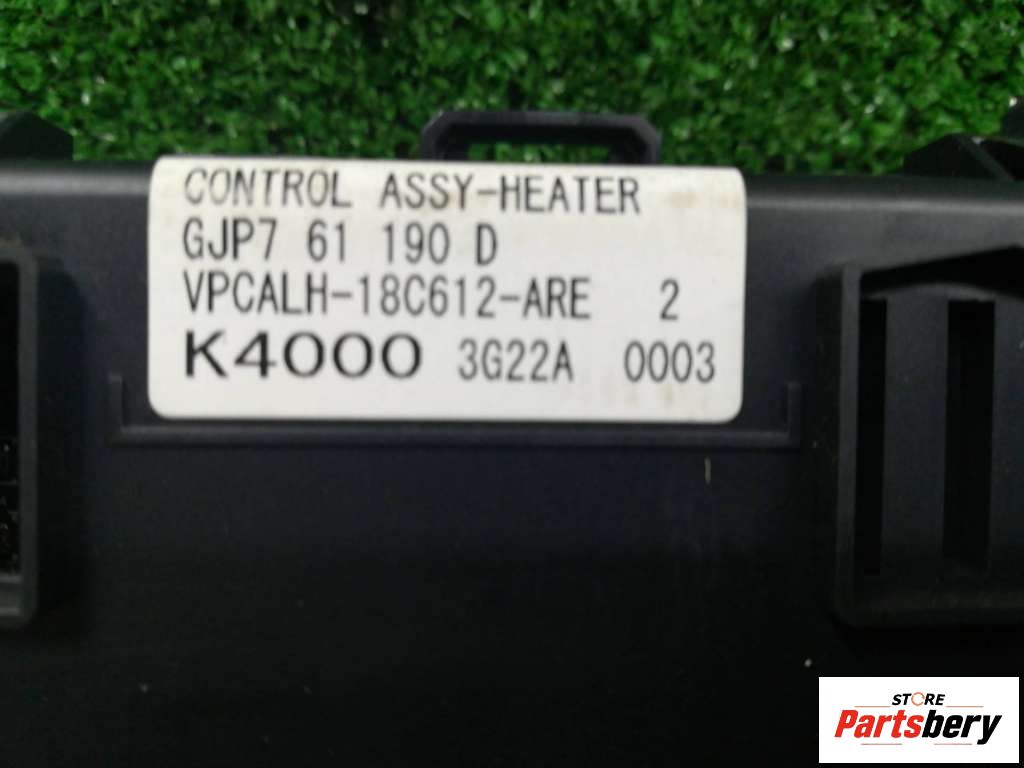 CONTROL ASSY-HEATER
GJP7 61 190 D
VPCALH-18C612-ARE 2
K4000 3G22A 0003
STORE
Partsbery